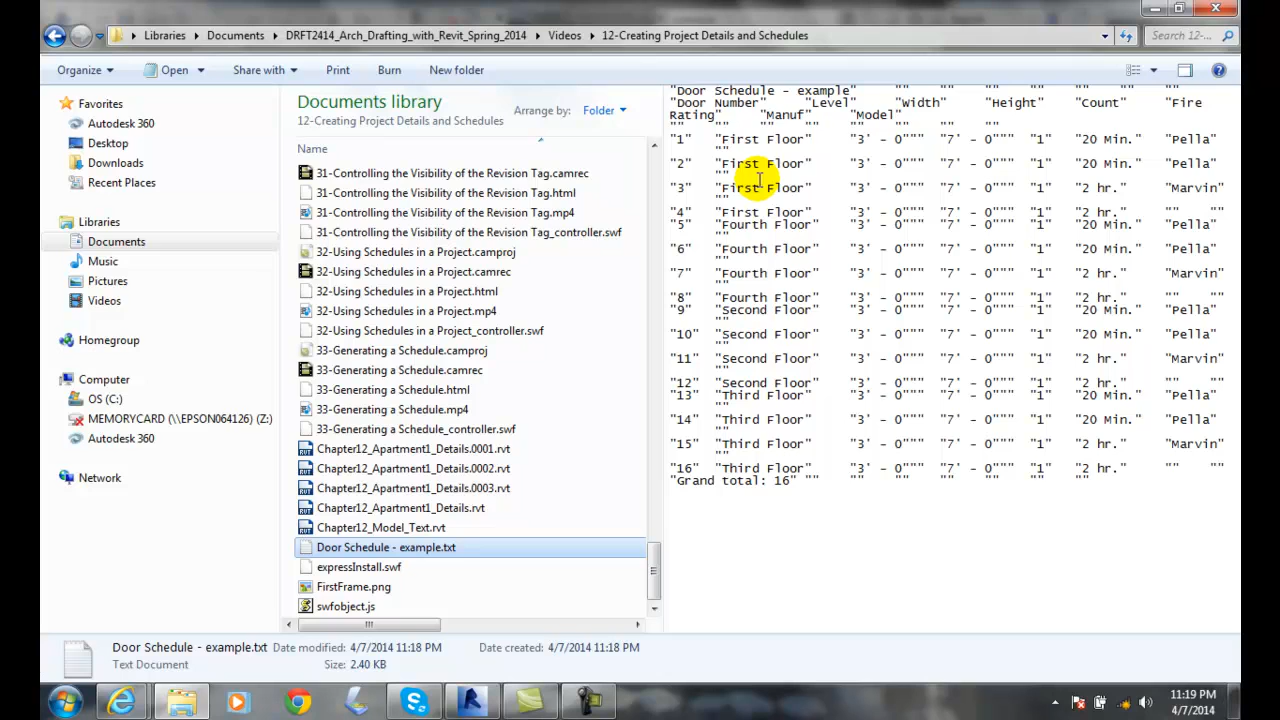 Libraries Documents DRFT2414_Arch_Drafting_with_Revit_Spring_2014 Videos 12-Creating Project Details and Schedules Search 12-...
Organize Open Share with Print Burn New folder
Favorites
Autodesk 360
Desktop
Downloads
Recent Places
Libraries
Documents
Music
Pictures
Videos
Homegroup
Computer
OS (C:)
MEMORYCARD (\\EPSON064126) (Z:)
Autodesk 360
Network
Documents library
12-Creating Project Details and Schedules
Arrange by: Folder
Name
31-Controlling the Visibility of the Revision Tag.camrec
31-Controlling the Visibility of the Revision Tag.html
31-Controlling the Visibility of the Revision Tag.mp4
31-Controlling the Visibility of the Revision Tag_controller.swf
32-Using Schedules in a Project.camproj
32-Using Schedules in a Project.camrec
32-Using Schedules in a Project.html
32-Using Schedules in a Project.mp4
32-Using Schedules in a Project_controller.swf
33-Generating a Schedule.camproj
33-Generating a Schedule.camrec
33-Generating a Schedule.html
33-Generating a Schedule.mp4
33-Generating a Schedule_controller.swf
Chapter12_Apartment1_Details.0001.rvt
Chapter12_Apartment1_Details.0002.rvt
Chapter12_Apartment1_Details.0003.rvt
Chapter12_Apartment1_Details.rvt
Chapter12_Model_Text.rvt
Door Schedule - example.txt
expressInstall.swf
FirstFrame.png
swfobject.js
"Door Schedule - example"
"Door Number" "Level" "Width" "Height" "Count" "Fire
Rating" "Manuf" "Model"
"" "" "" "" "" "" "" ""
"1" "First Floor" "3' - 0""" "7' - 0""" "1" "20 Min." "Pella"
""
"2" "First Floor" "3' - 0""" "7' - 0""" "1" "20 Min." "Pella"
""
"3" "First Floor" "3' - 0""" "7' - 0""" "1" "2 hr." "Marvin"
""
"4" "First Floor" "3' - 0""" "7' - 0""" "1" "2 hr." "" ""
"5" "Fourth Floor" "3' - 0""" "7' - 0""" "1" "20 Min." "Pella"
""
"6" "Fourth Floor" "3' - 0""" "7' - 0""" "1" "20 Min." "Pella"
""
"7" "Fourth Floor" "3' - 0""" "7' - 0""" "1" "2 hr." "Marvin"
""
"8" "Fourth Floor" "3' - 0""" "7' - 0""" "1" "2 hr." "" ""
"9" "Second Floor" "3' - 0""" "7' - 0""" "1" "20 Min." "Pella"
""
"10" "Second Floor" "3' - 0""" "7' - 0""" "1" "20 Min." "Pella"
""
"11" "Second Floor" "3' - 0""" "7' - 0""" "1" "2 hr." "Marvin"
""
"12" "Second Floor" "3' - 0""" "7' - 0""" "1" "2 hr." "" ""
"13" "Third Floor" "3' - 0""" "7' - 0""" "1" "20 Min." "Pella"
""
"14" "Third Floor" "3' - 0""" "7' - 0""" "1" "20 Min." "Pella"
""
"15" "Third Floor" "3' - 0""" "7' - 0""" "1" "2 hr." "Marvin"
""
"16" "Third Floor" "3' - 0""" "7' - 0""" "1" "2 hr." "" ""
"Grand total: 16" "" "" "" "" "" "" ""
Door Schedule - example.txt Date modified: 4/7/2014 11:18 PM Date created: 4/7/2014 11:18 PM
Text Document Size: 2.40 KB
11:19 PM
4/7/2014